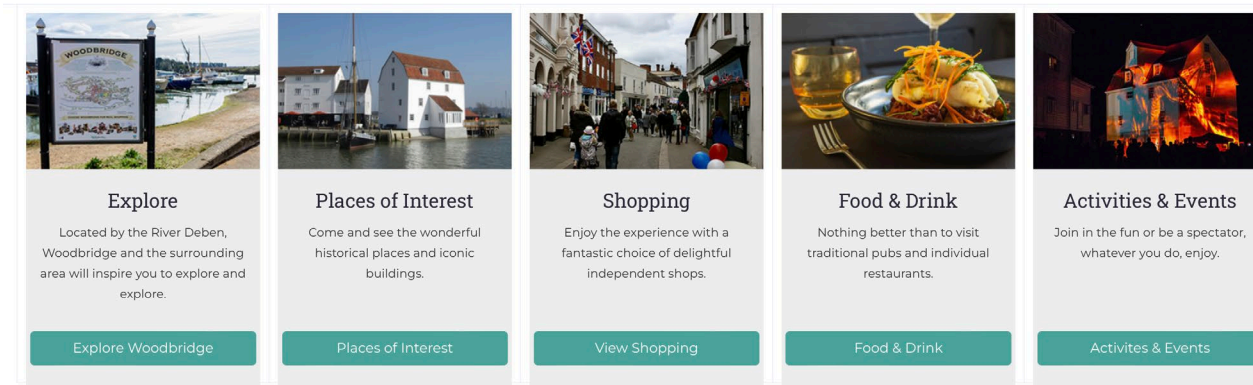 WOODBRIDGE
Explore
Located by the River Deben,
Woodbridge and the surrounding
area will inspire you to explore and
explore.
Explore Woodbridge
Places of Interest
Come and see the wonderful
historical places and iconic
buildings.
Places of Interest
Shopping
Enjoy the experience with a
fantastic choice of delightful
independent shops.
View Shopping
Food & Drink
Nothing better than to visit
traditional pubs and individual
restaurants.
Food & Drink
Activities & Events
Join in the fun or be a spectator,
whatever you do, enjoy.
Activites & Events